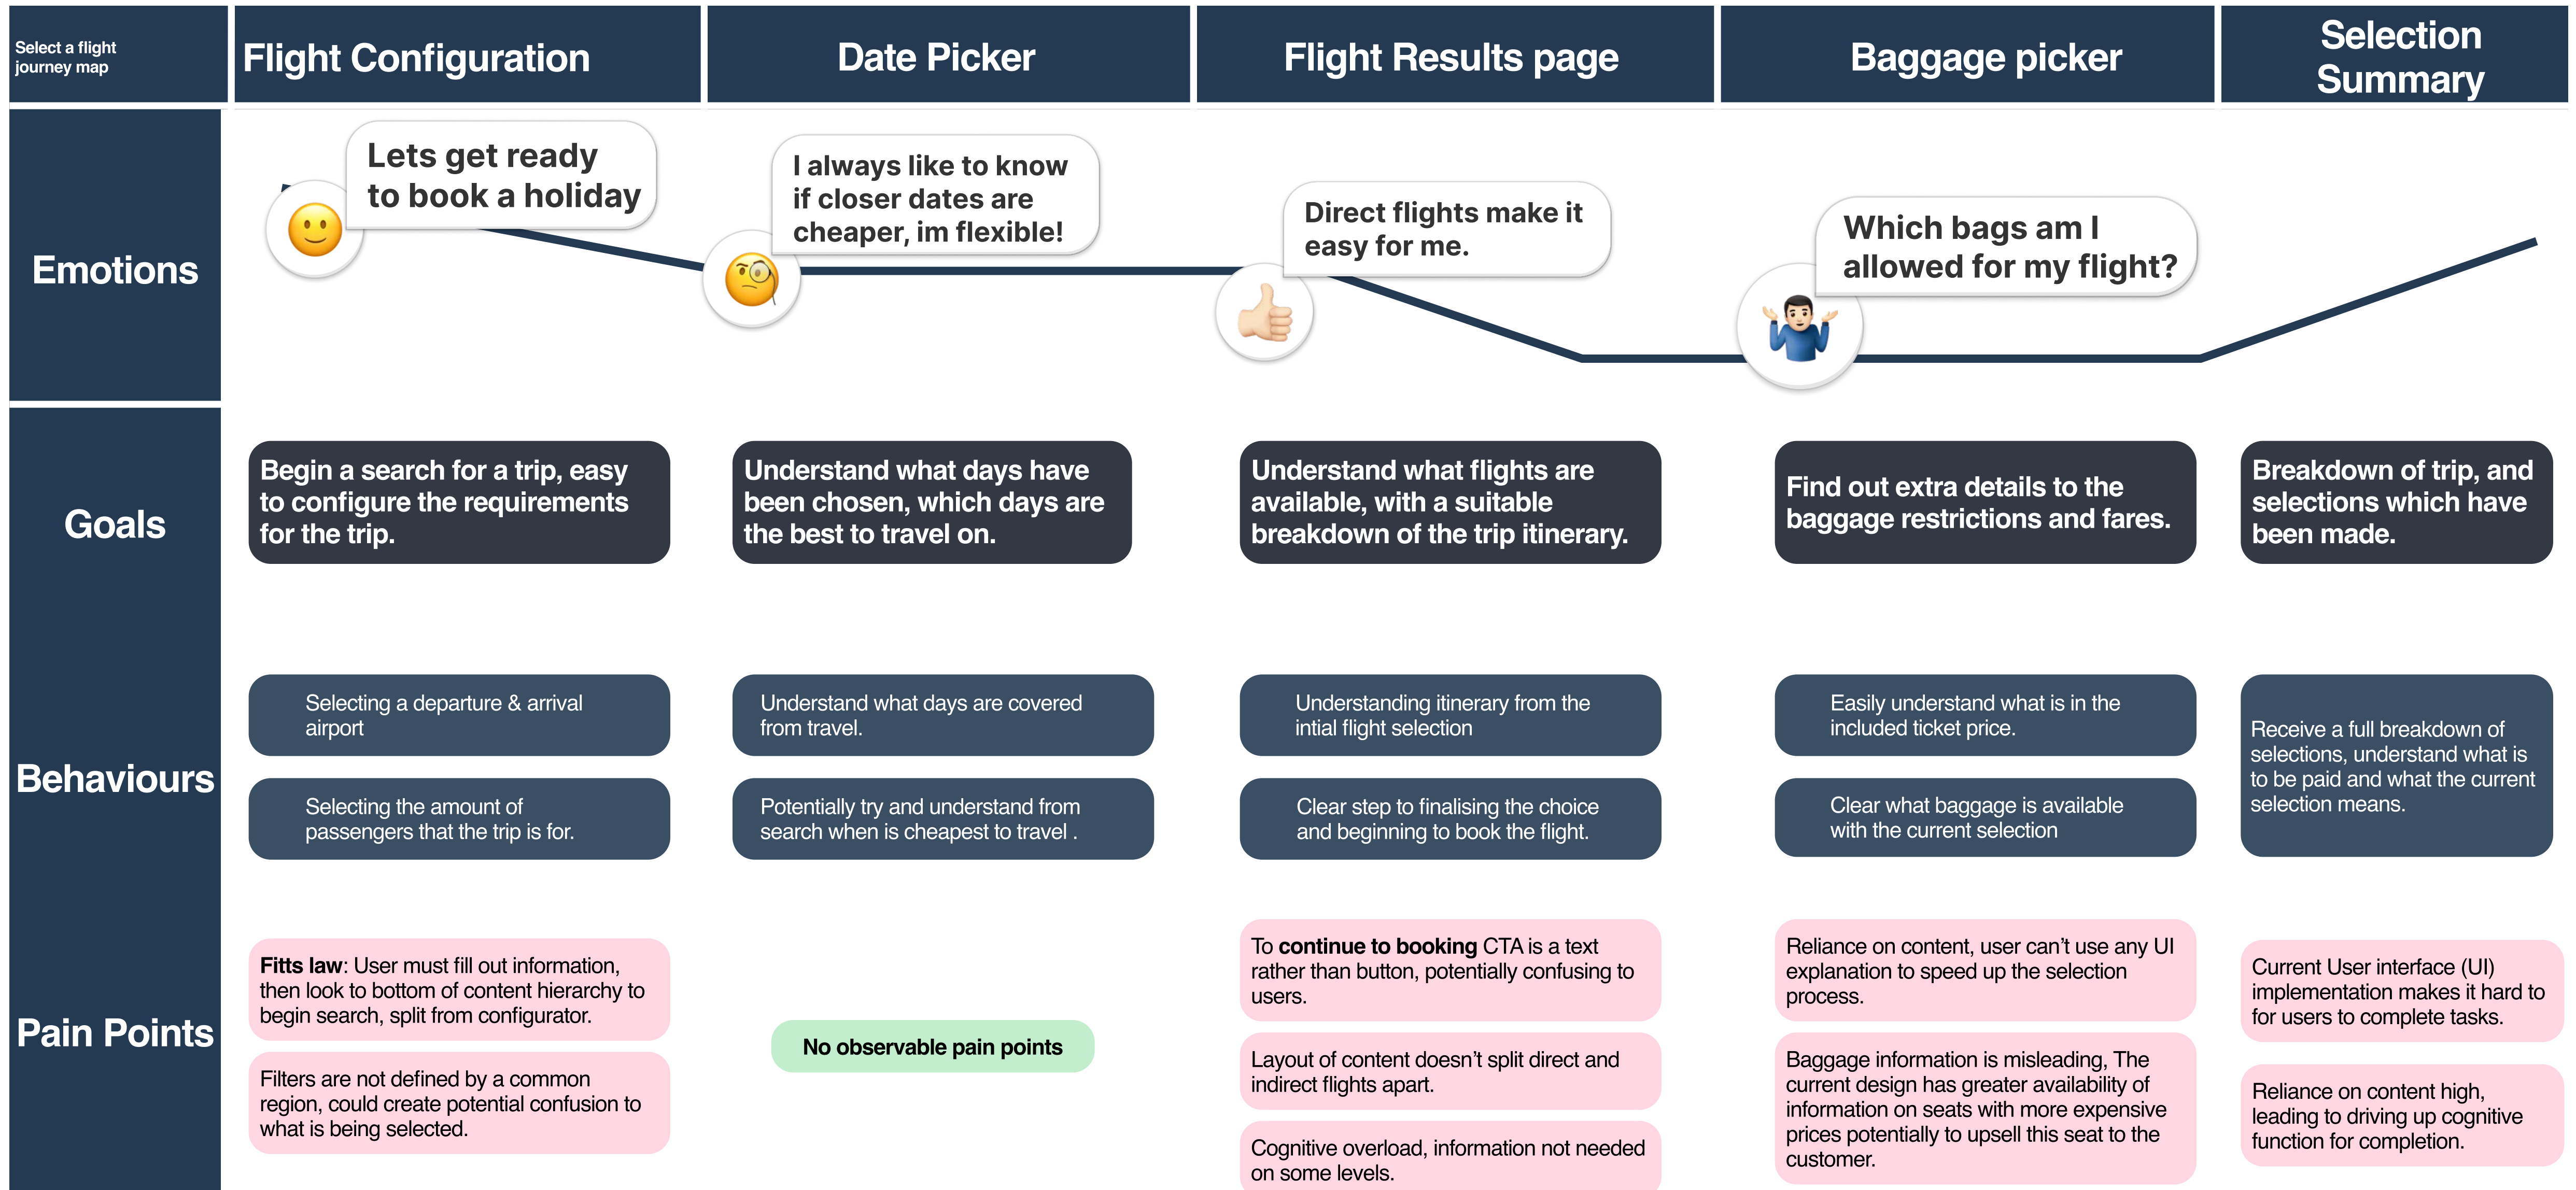 Select a flight
journey map
Flight Configuration
Date Picker
Flight Results page
Baggage picker
Selection
Summary
Emotions
Lets get ready
to book a holiday
I always like to know
if closer dates are
cheaper, im flexible!
Direct flights make it
easy for me.
Which bags am I
allowed for my flight?
Goals
Begin a search for a trip, easy
to configure the requirements
for the trip.
Understand what days have
been chosen, which days are
the best to travel on.
Understand what flights are
available, with a suitable
breakdown of the trip itinerary.
Find out extra details to the
baggage restrictions and fares.
Breakdown of trip, and
selections which have
been made.
Behaviours
Selecting a departure & arrival
airport
Selecting the amount of
passengers that the trip is for.
Understand what days are covered
from travel.
Potentially try and understand from
search when is cheapest to travel .
Understanding itinerary from the
intial flight selection
Clear step to finalising the choice
and beginning to book the flight.
Easily understand what is in the
included ticket price.
Clear what baggage is available
with the current selection
Receive a full breakdown of
selections, understand what is
to be paid and what the current
selection means.
Pain Points
Fitts law: User must fill out information,
then look to bottom of content hierarchy to
begin search, split from configurator.
Filters are not defined by a common
region, could create potential confusion to
what is being selected.
No observable pain points
To continue to booking CTA is a text
rather than button, potentially confusing to
users.
Layout of content doesn't split direct and
indirect flights apart.
Cognitive overload, information not needed
on some levels.
Reliance on content, user can't use any UI
explanation to speed up the selection
process.
Baggage information is misleading, The
current design has greater availability of
information on seats with more expensive
prices potentially to upsell this seat to the
customer.
Current User interface (UI)
implementation makes it hard to
for users to complete tasks.
Reliance on content high,
leading to driving up cognitive
function for completion.